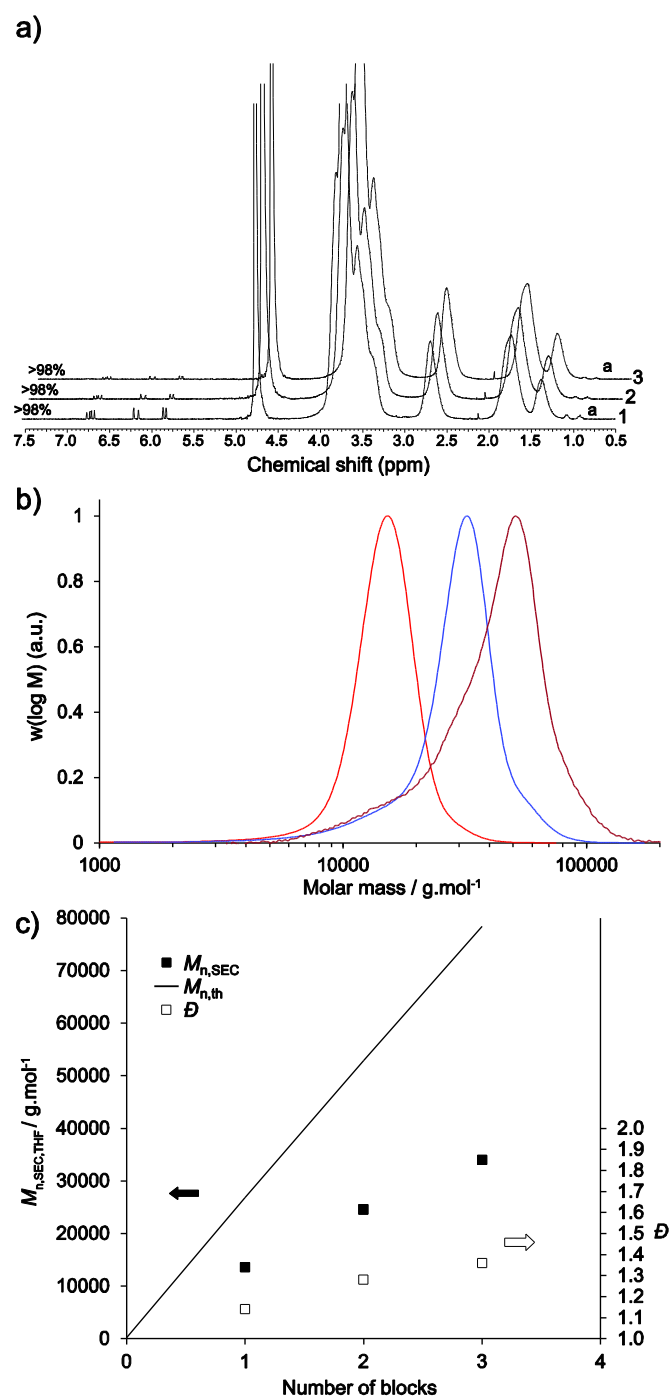 a)
>98% a 3
>98% 2
>98% a 1
7.5 7.0 6.5 6.0 5.5 5.0 4.5 4.0 3.5 3.0 2.5 2.0 1.5 1.0 0.5
Chemical shift (ppm)
b)
1
0.8
0.6
0.4
0.2
0
w(log M) (a.u.)
1000 10000 100000
Molar mass / g.mol-1
c)
80000
70000
60000
50000
40000
30000
20000
10000
0
Mn,SEC,THF / g.mol-1
Mn,SEC
Mn,th
Đ
2.0
1.9
1.8
1.7
1.6
1.5
1.4
1.3
1.2
1.1
1.0
Đ
0 1 2 3 4
Number of blocks